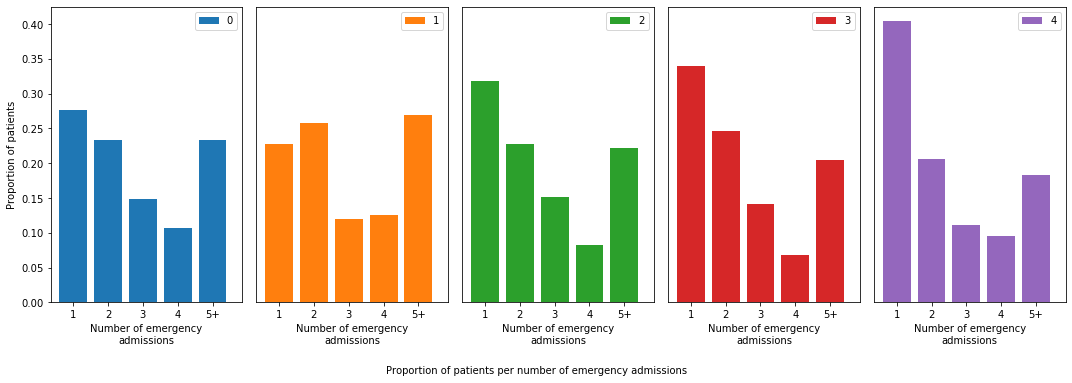 0
1
2
3
4
0.40
0.35
0.30
0.25
0.20
0.15
0.10
0.05
0.00
Proportion of patients
1 2 3 4 5+
1 2 3 4 5+
1 2 3 4 5+
1 2 3 4 5+
1 2 3 4 5+
Number of emergency
admissions
Number of emergency
admissions
Number of emergency
admissions
Number of emergency
admissions
Number of emergency
admissions
Proportion of patients per number of emergency admissions